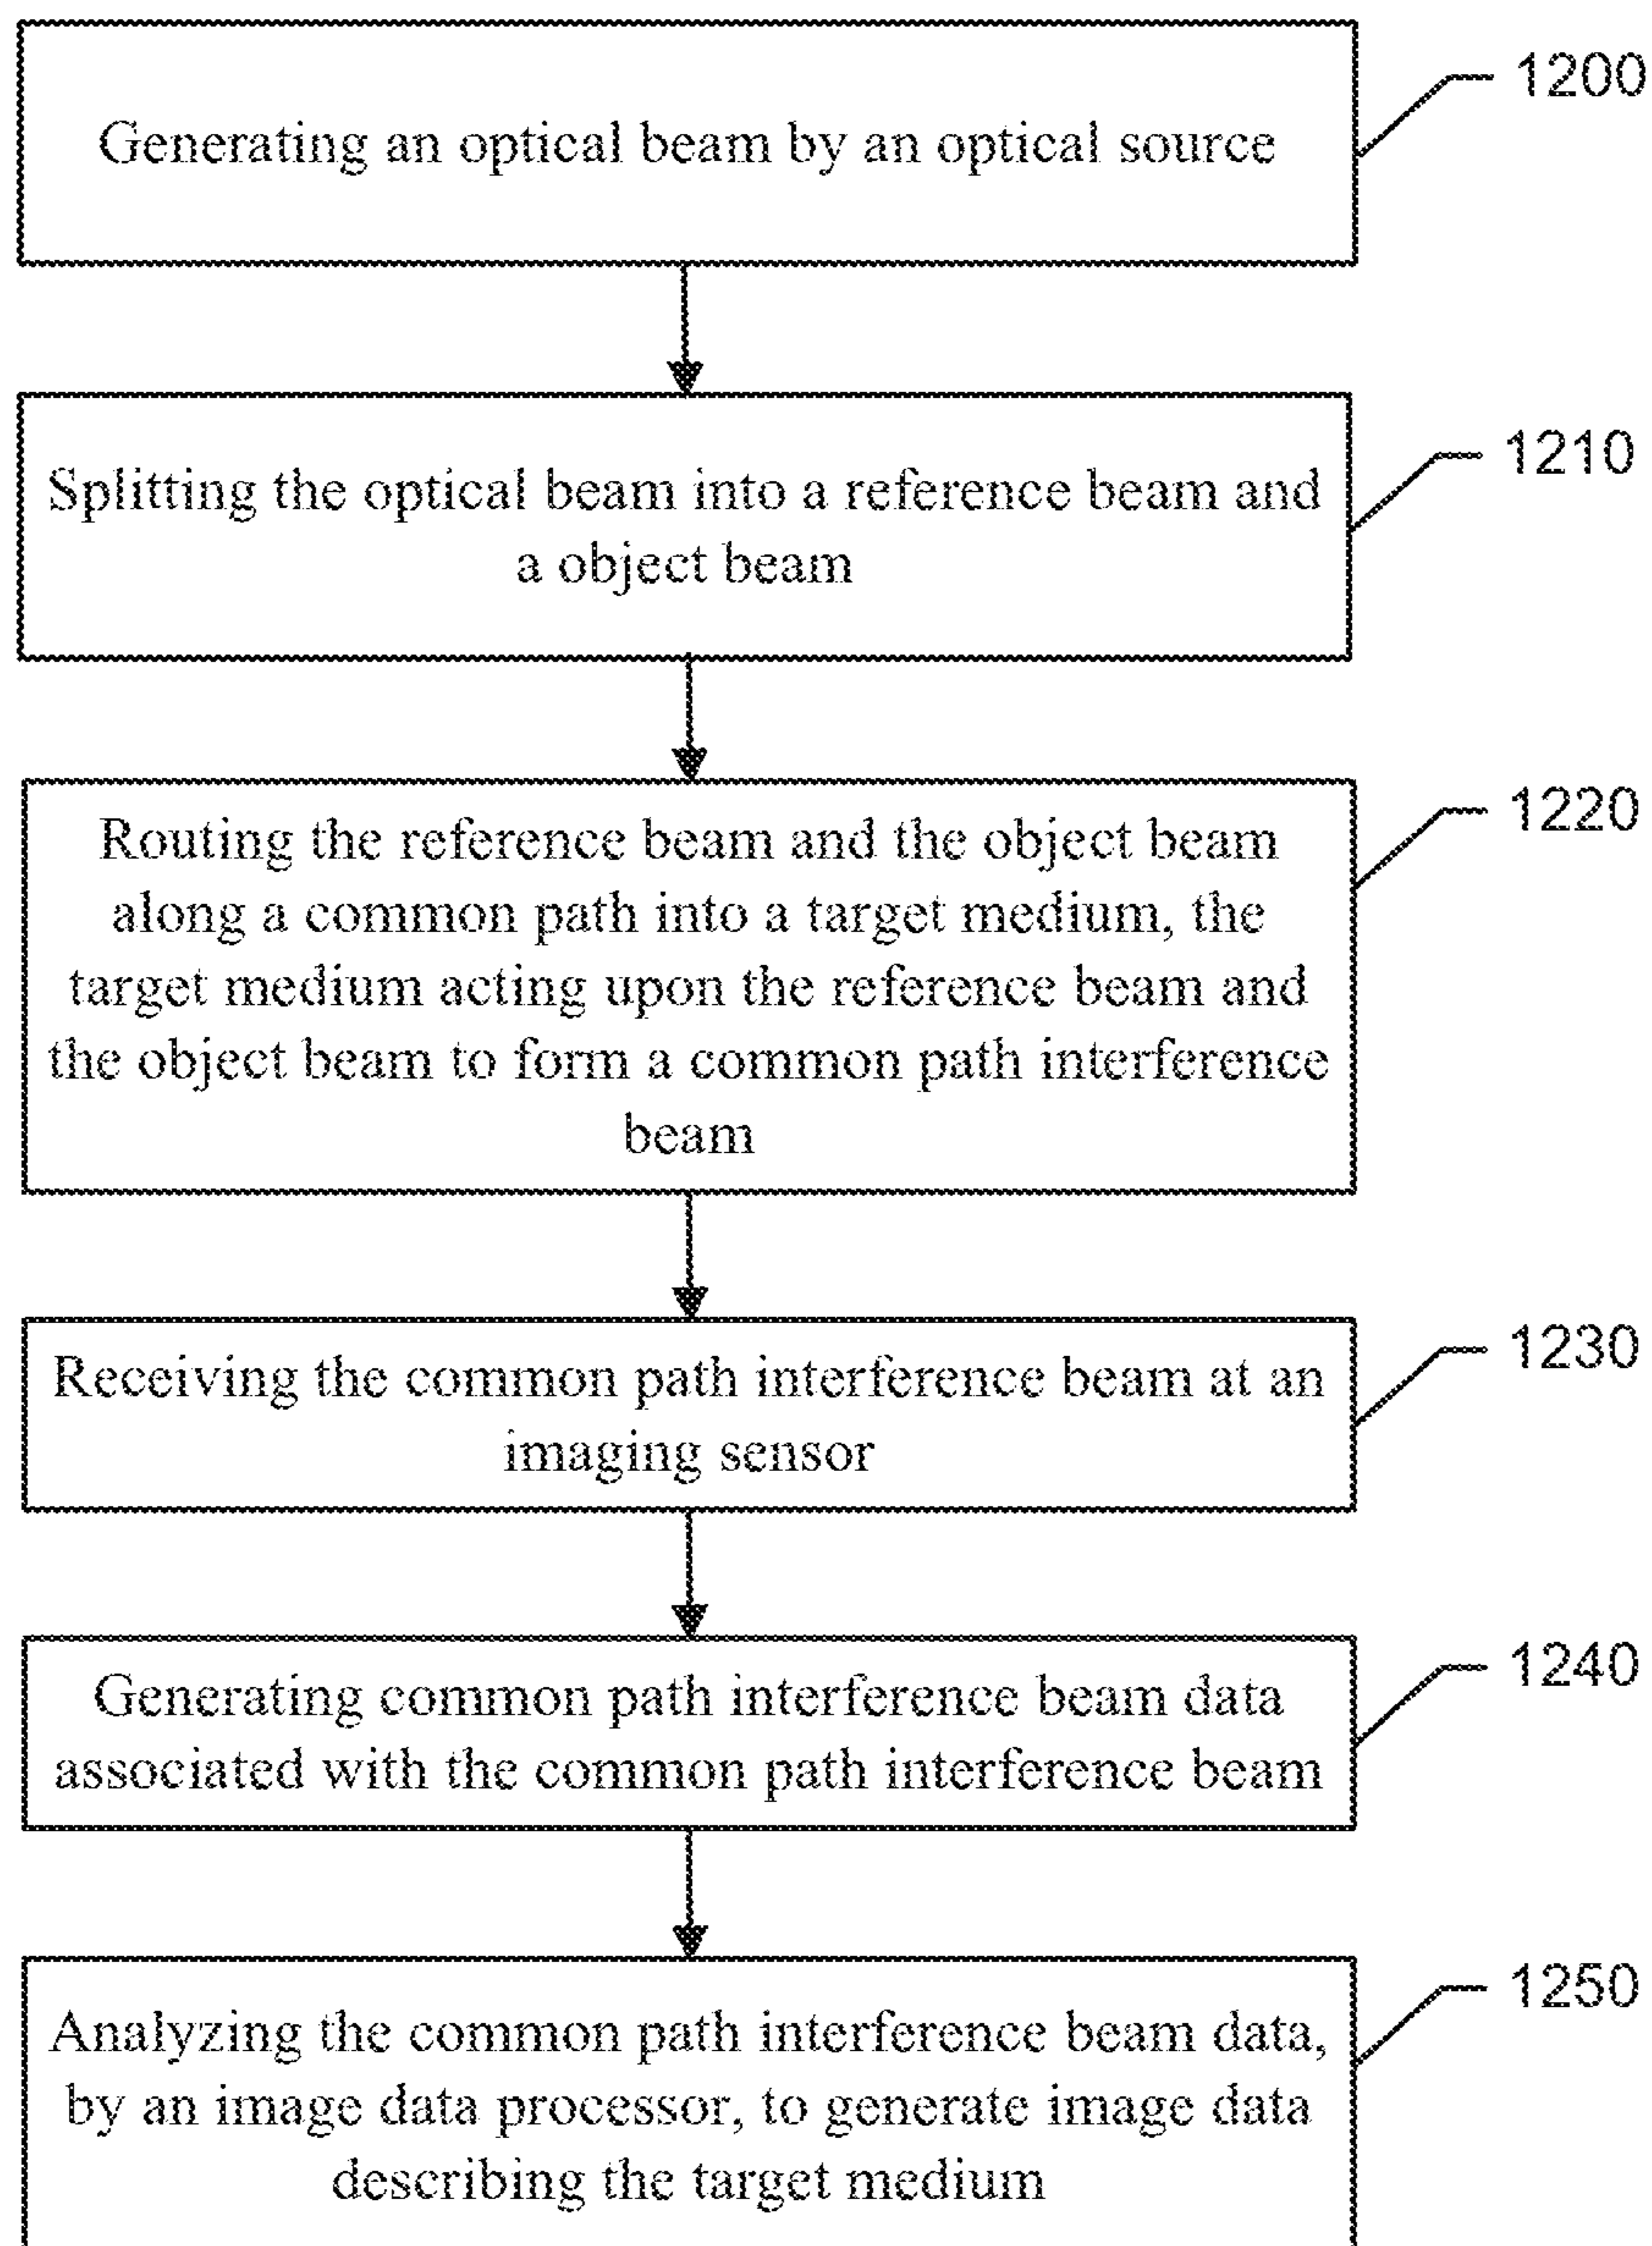 Generating an optical beam by an optical source
1200
Splitting the optical beam into a reference beam and
a object beam
1210
Routing the reference beam and the object beam
along a common path into a target medium, the
target medium acting upon the reference beam and
the object beam to form a common path interference
beam
1220
Receiving the common path interference beam at an
imaging sensor
1230
Generating common path interference beam data
associated with the common path interference beam
1240
Analyzing the common path interference beam data,
by an image data processor, to generate image data
describing the target medium
1250